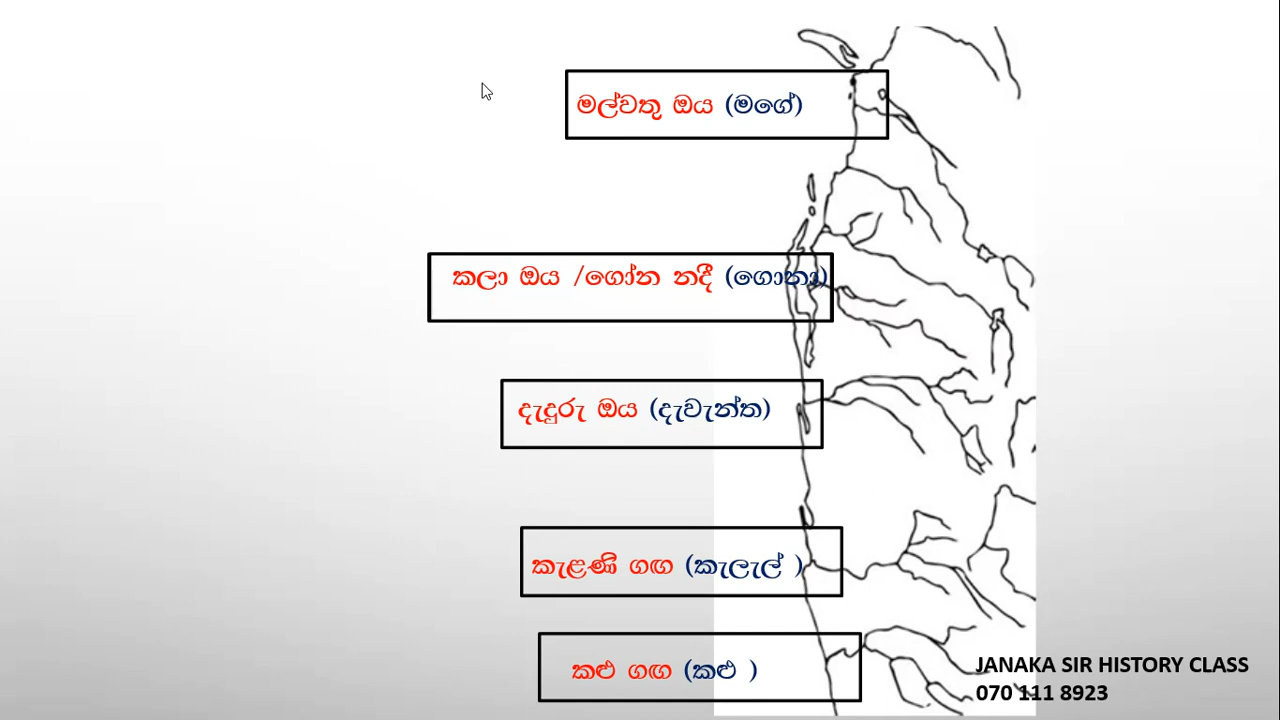 මල්වතු ඔය (මගේ)
කලා ඔය /ගෝන නදී (ගොනා)
දැදුරු ඔය (දැවැන්ත)
කැළණි ගඟ (කැලැල් )
කළු ගඟ (කළු )
JANAKA SIR HISTORY CLASS
070 111 8923